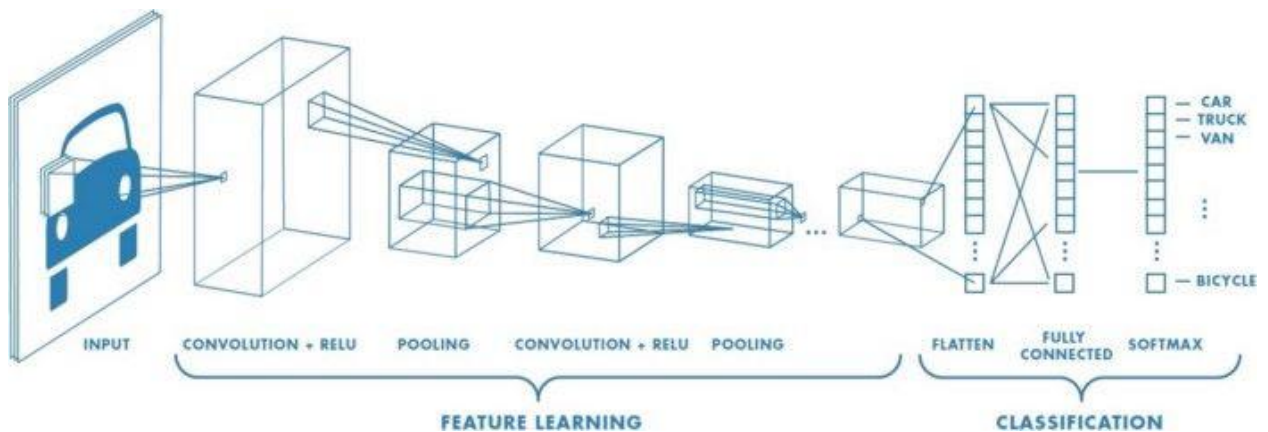 CAR
TRUCK
VAN
BICYCLE
INPUT
CONVOLUTION + RELU
POOLING
CONVOLUTION + RELU
POOLING
...
FLATTEN
FULLY
CONNECTED
SOFTMAX
FEATURE LEARNING
CLASSIFICATION